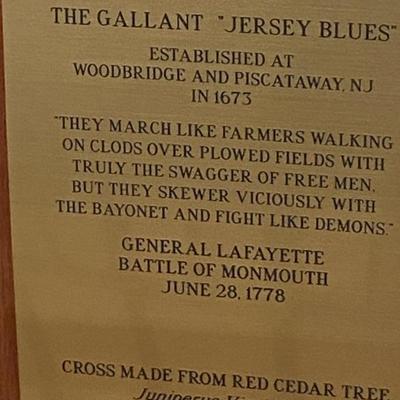 THE GALLANT "JERSEY BLUES"
ESTABLISHED AT
WOODBRIDGE AND PISCATAWAY, NJ
IN 1673
"THEY MARCH LIKE FARMERS WALKING
ON CLODS OVER PLOWED FIELDS WITH
TRULY THE SWAGGER OF FREE MEN,
BUT THEY SKEWER VICIOUSLY WITH
THE BAYONET AND FIGHT LIKE DEMONS."
GENERAL LAFAYETTE
BATTLE OF MONMOUTH
JUNE 28, 1778
CROSS MADE FROM RED CEDAR TREE
Juniperus